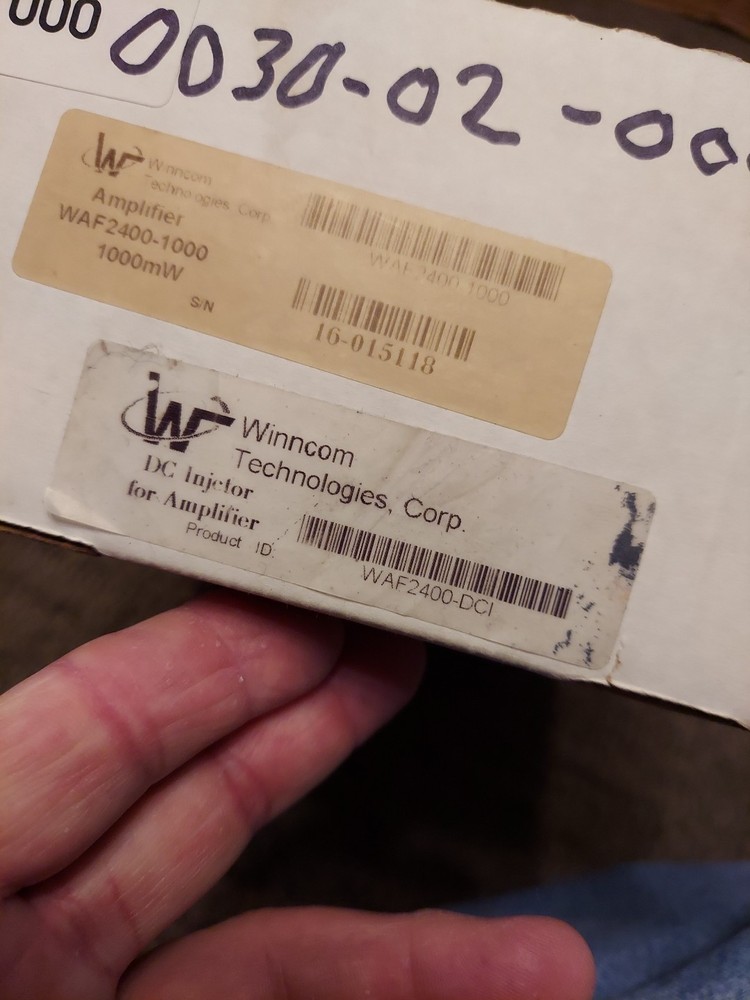 000
0030-02-00
Winncom
Technologies, Corp.
Amplifier
WAF2400-1000
1000mW
WAF2400-1000
S/N
16-015118
Winncom
Technologies, Corp.
DC Injctor
for Amplifier
Product ID:
WAF2400-DCI